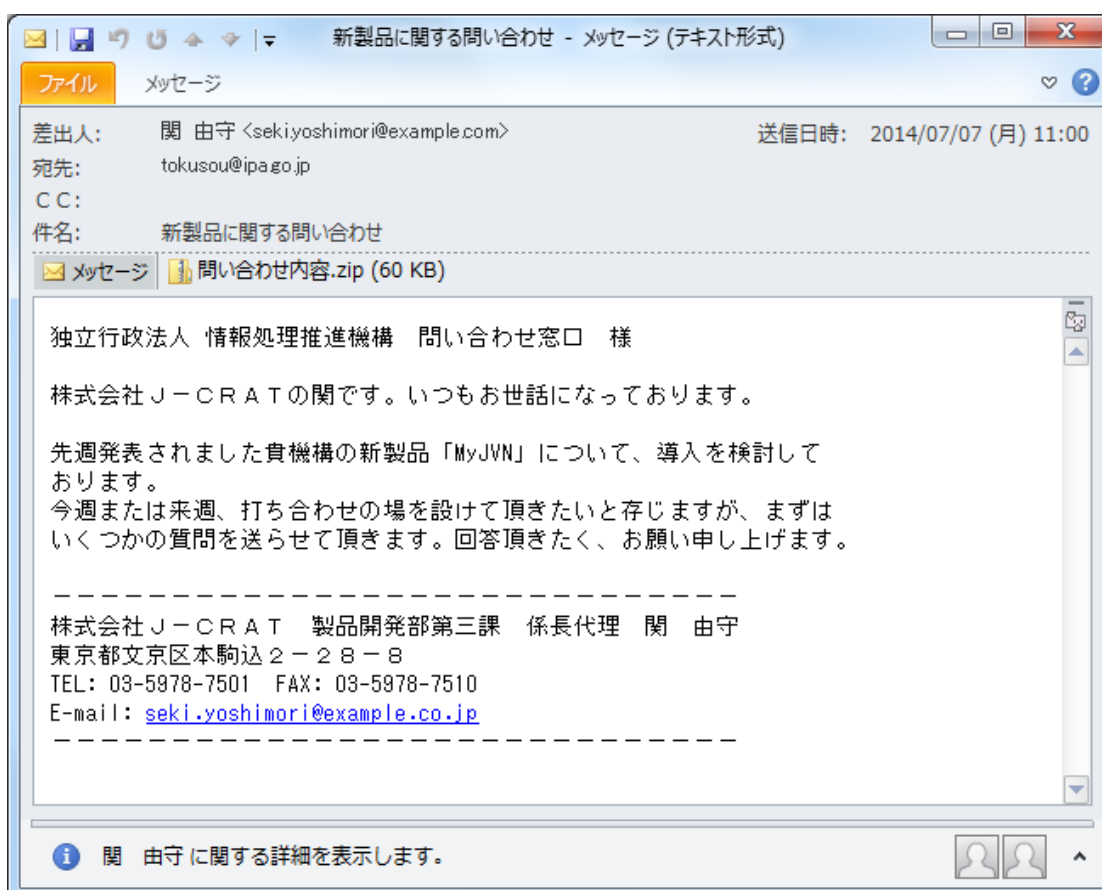 新製品に関する問い合わせ - メッセージ (テキスト形式)
ファイル メッセージ
差出人: 関 由守 <seki.yoshimori@example.com> 送信日時: 2014/07/07 (月) 11:00
宛先: tokusou@ipa.go.jp
ＣＣ:
件名: 新製品に関する問い合わせ
メッセージ 問い合わせ内容.zip (60 KB)
独立行政法人 情報処理推進機構　問い合わせ窓口　様
株式会社Ｊ－ＣＲＡＴの関です。いつもお世話になっております。
先週発表されました貴機構の新製品「MyJVN」について、導入を検討して
おります。
今週または来週、打ち合わせの場を設けて頂きたいと存じますが、まずは
いくつかの質問を送らせて頂きます。回答頂きたく、お願い申し上げます。
－－－－－－－－－－－－－－－－－－－－－－－－－－－－－
株式会社Ｊ－ＣＲＡＴ　製品開発部第三課　係長代理　関　由守
東京都文京区本駒込２－２８－８
TEL: 03-5978-7501　FAX: 03-5978-7510
E-mail: seki.yoshimori@example.co.jp
－－－－－－－－－－－－－－－－－－－－－－－－－－－－－
関　由守 に関する詳細を表示します。